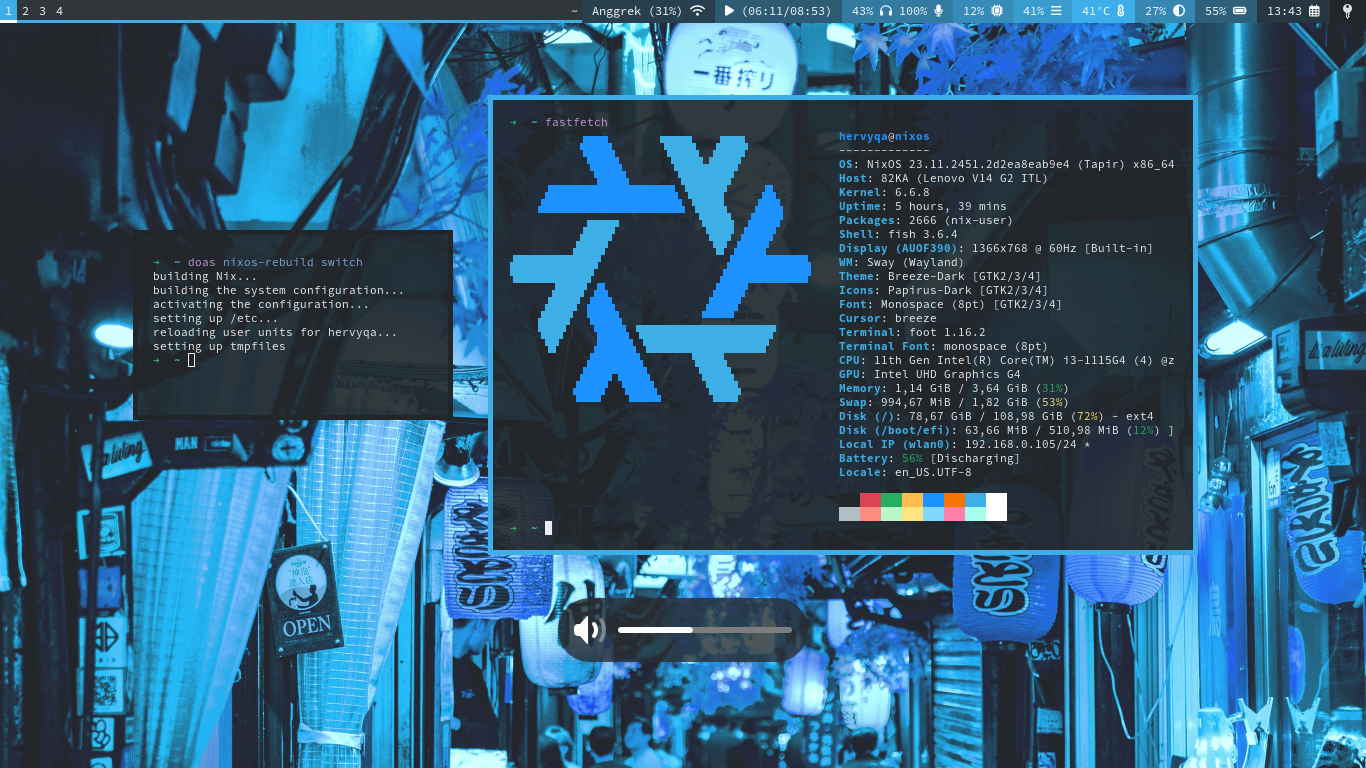 1 2 3 4 ~ Anggrek (31%) (06:11/08:53) 43% 100% 12% 41% 41°C 27% 55% 13:43
一番搾り
→ ~ fastfetch
hervyqa@nixos
-------------
OS: NixOS 23.11.2451.2d2ea8eab9e4 (Tapir) x86_64
Host: 82KA (Lenovo V14 G2 ITL)
Kernel: 6.6.8
Uptime: 5 hours, 39 mins
Packages: 2666 (nix-user)
Shell: fish 3.6.4
Display (AUOF390): 1366x768 @ 60Hz [Built-in]
WM: Sway (Wayland)
Theme: Breeze-Dark [GTK2/3/4]
Icons: Papirus-Dark [GTK2/3/4]
Font: Monospace (8pt) [GTK2/3/4]
Cursor: breeze
Terminal: foot 1.16.2
Terminal Font: monospace (8pt)
CPU: 11th Gen Intel(R) Core(TM) i3-1115G4 (4) @z
GPU: Intel UHD Graphics G4
Memory: 1,14 GiB / 3,64 GiB (31%)
Swap: 994,67 MiB / 1,82 GiB (53%)
Disk (/): 78,67 GiB / 108,98 GiB (72%) - ext4
Disk (/boot/efi): 63,66 MiB / 510,98 MiB (12%) ]
Local IP (wlan0): 192.168.0.105/24 *
Battery: 56% [Discharging]
Locale: en_US.UTF-8
→ ~
→ ~ doas nixos-rebuild switch
building Nix...
building the system configuration...
activating the configuration...
setting up /etc...
reloading user units for hervyqa...
setting up tmpfiles
→ ~
MAN
living
達人店
OPEN